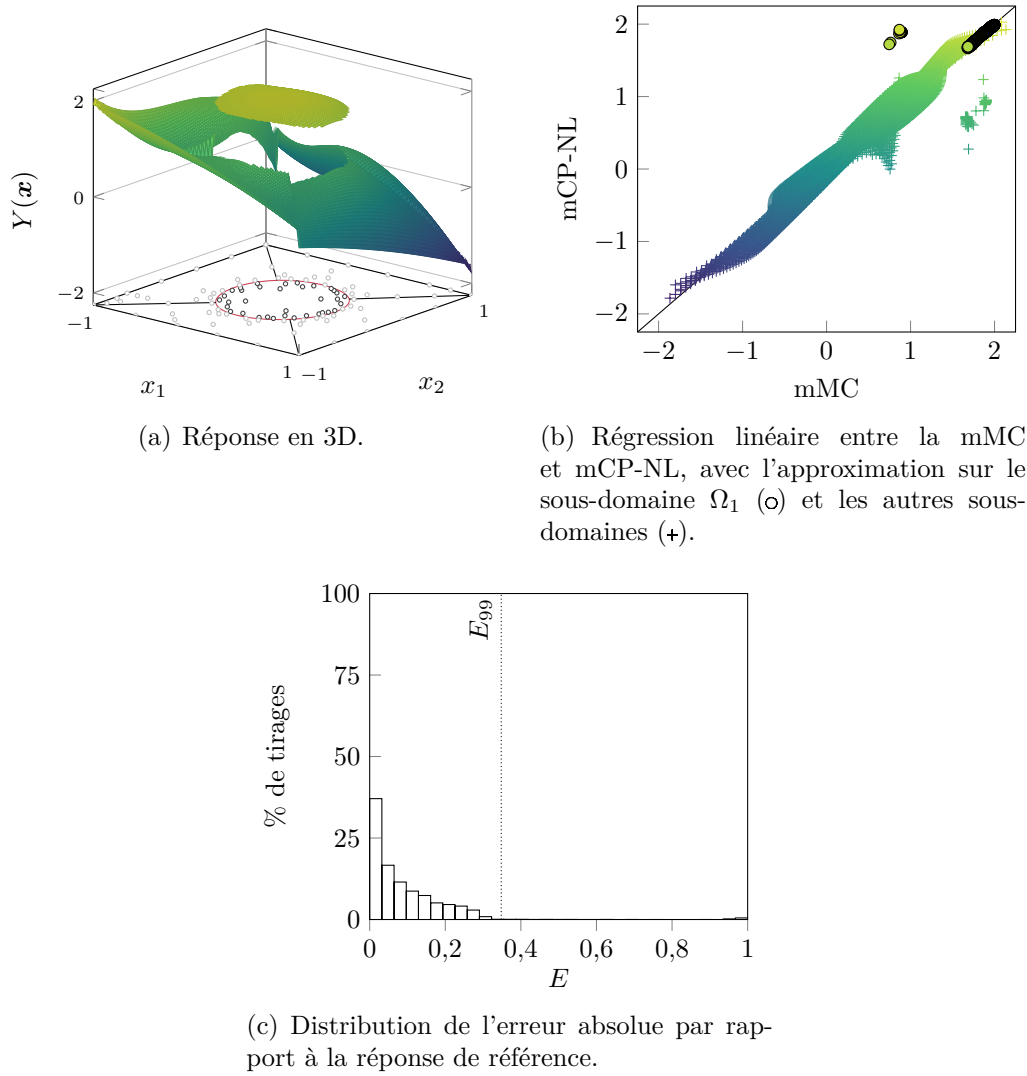 2
0
−2
Y(x)
−1
x1
1
−1
x2
1
(a) Réponse en 3D.
2
1
0
−1
−2
mCP-NL
−2
−1
0
1
2
mMC
(b) Régression linéaire entre la mMC
et mCP-NL, avec l'approximation sur le
sous-domaine Ω1 (o) et les autres sous-
domaines (+).
100
75
50
25
0
% de tirages
E99
0
0,2
0,4
0,6
0,8
1
E
(c) Distribution de l'erreur absolue par rap-
port à la réponse de référence.